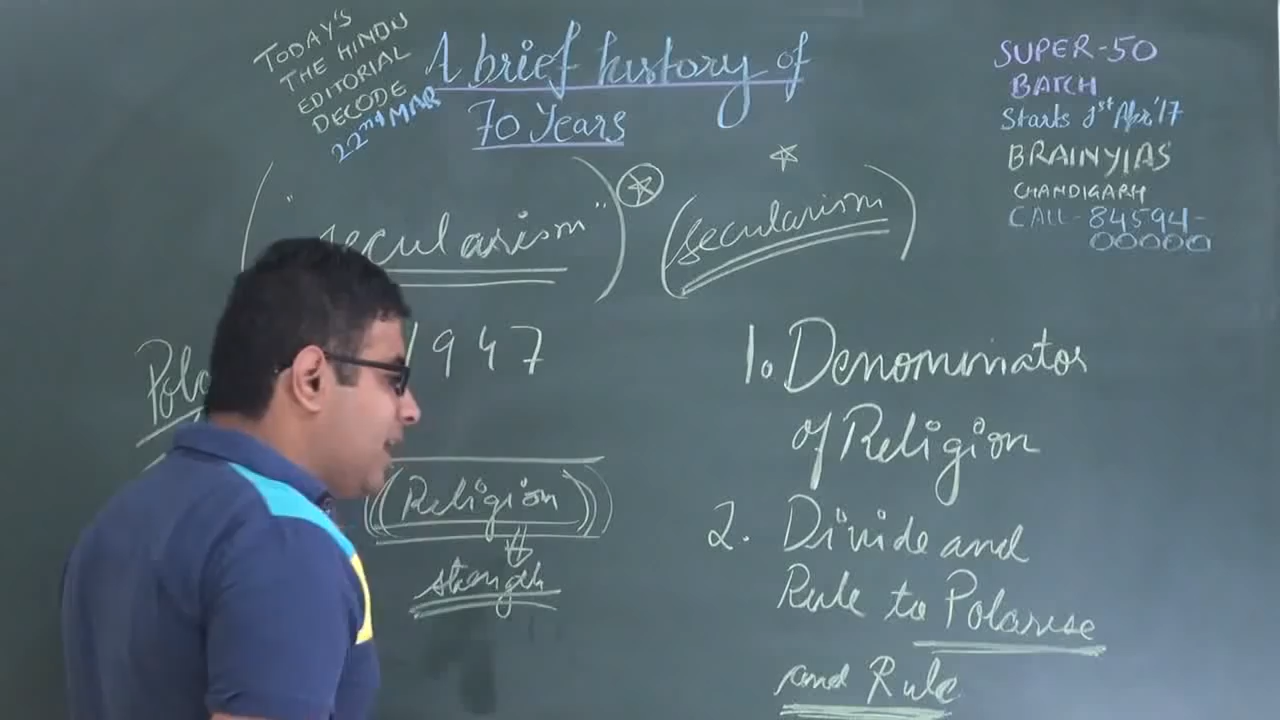 TODAY'S
THE HINDU
EDITORIAL
DECODE
22nd MAR
A brief history of
70 Years
SUPER-50
BATCH
Starts 1st Apr'17
BRAINYIAS
CHANDIGARH
CALL - 84594-
00000
"secularism"
(secularism)
1947
((Religion))
strength
1. Denominator
of Religion
2. Divide and
Rule to Polarise
and Rule